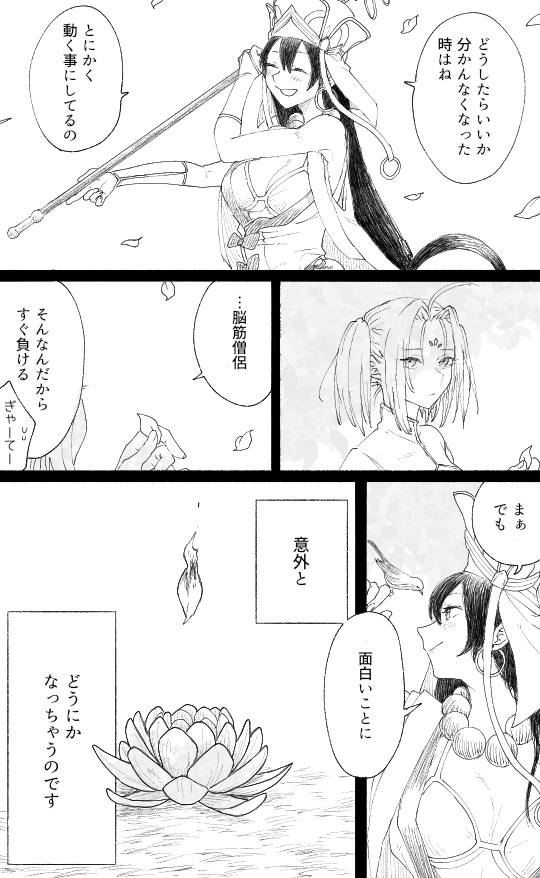 どうしたらいいか
分かんなくなった
時はね
とにかく
動く事にしてるの
…脳筋僧侶
そんなんだから
すぐ負ける
ぎゃーてー
まぁ
でも
面白いことに
意外と
どうにか
なっちゃうのです